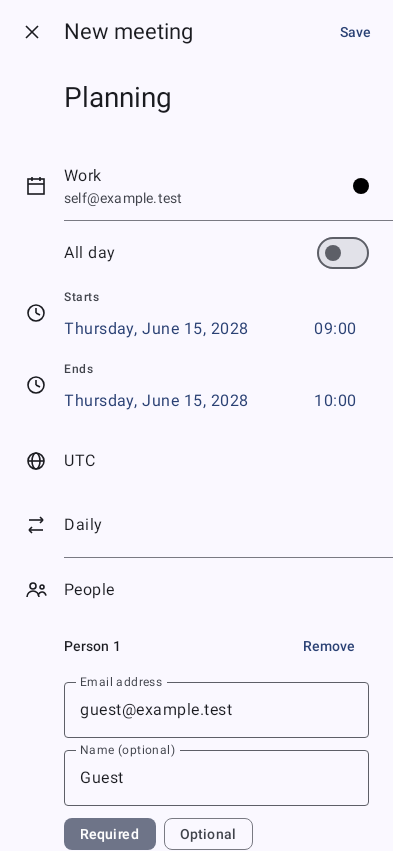 New meeting
Save
Planning
Work
self@example.test
All day
Starts
Thursday, June 15, 2028 09:00
Ends
Thursday, June 15, 2028 10:00
UTC
Daily
People
Person 1
Remove
Email address
guest@example.test
Name (optional)
Guest
Required
Optional